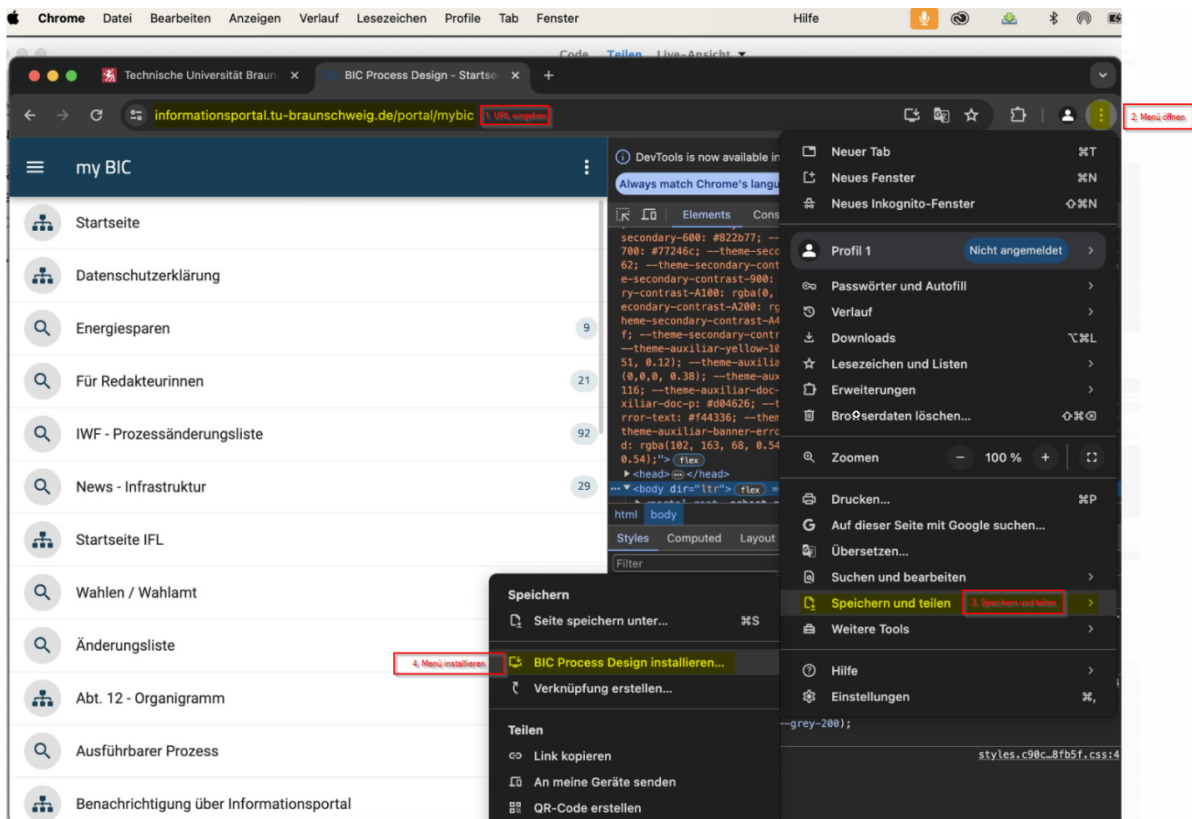 Chrome Datei Bearbeiten Anzeigen Verlauf Lesezeichen Profile Tab Fenster Hilfe
Code Teilen Live-Ansicht
Technische Universität Braun
BIC Process Design - Startse
informationsportal.tu-braunschweig.de/portal/mybic
1. URL eingeben
2. Menü öffnen
my BIC
Startseite
Datenschutzerklärung
Energiesparen 9
Für Redakteurinnen 21
IWF - Prozessänderungsliste 92
News - Infrastruktur 29
Startseite IFL
Wahlen / Wahlamt
Änderungsliste
Abt. 12 - Organigramm
Ausführbarer Prozess
Benachrichtigung über Informationsportal
DevTools is now available in
Always match Chrome's langu
Elements Cons
secondary-600: #822b77; --
700: #77246c; --theme-seco
62; --theme-secondary-cont
e-secondary-contrast-900:
ry-contrast-A100: rgba(0,
econdary-contrast-A200: rg
heme-secondary-contrast-A4
f; --theme-secondary-contr
--theme-auxiliar-yellow-10
51, 0.12); --theme-auxilia
(0,0,0, 0.38); --theme-aux
116; --theme-auxiliar-doc-
xiliar-doc-p: #d04626; --t
rror-text: #f44336; --them
theme-auxiliar-banner-erro
d: rgba(102, 163, 68, 0.54
0.54);"> flex
<head> </head>
<body dir="ltr"> flex =
html body
Styles Computed Layout
Filter
--grey-200);
styles.c90c…8fb5f.css:4
Neuer Tab ⌘T
Neues Fenster ⌘N
Neues Inkognito-Fenster ⇧⌘N
Profil 1 Nicht angemeldet
Passwörter und Autofill
Verlauf
Downloads ⌥⌘L
Lesezeichen und Listen
Erweiterungen
Browserdaten löschen... ⇧⌘⌫
Zoomen − 100 % +
Drucken... ⌘P
Auf dieser Seite mit Google suchen...
Übersetzen...
Suchen und bearbeiten
Speichern und teilen
3. Speichern und teilen
Weitere Tools
Hilfe
Einstellungen ⌘,
Speichern
Seite speichern unter... ⌘S
4. Menü installieren
BIC Process Design installieren...
Verknüpfung erstellen...
Teilen
Link kopieren
An meine Geräte senden
QR-Code erstellen